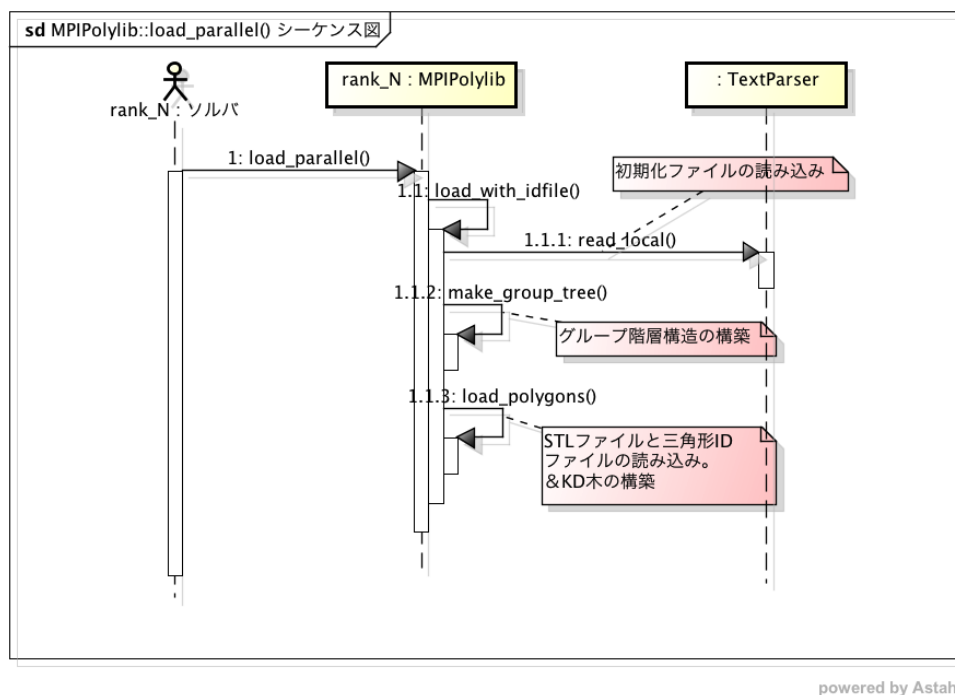 sd MPIPolylib::load_parallel() シーケンス図
rank_N : ソルバ
rank_N : MPIPolylib
: TextParser
1: load_parallel()
初期化ファイルの読み込み
1.1: load_with_idfile()
1.1.1: read_local()
1.1.2: make_group_tree()
グループ階層構造の構築
1.1.3: load_polygons()
STLファイルと三角形ID
ファイルの読み込み。
＆KD木の構築
powered by Astah